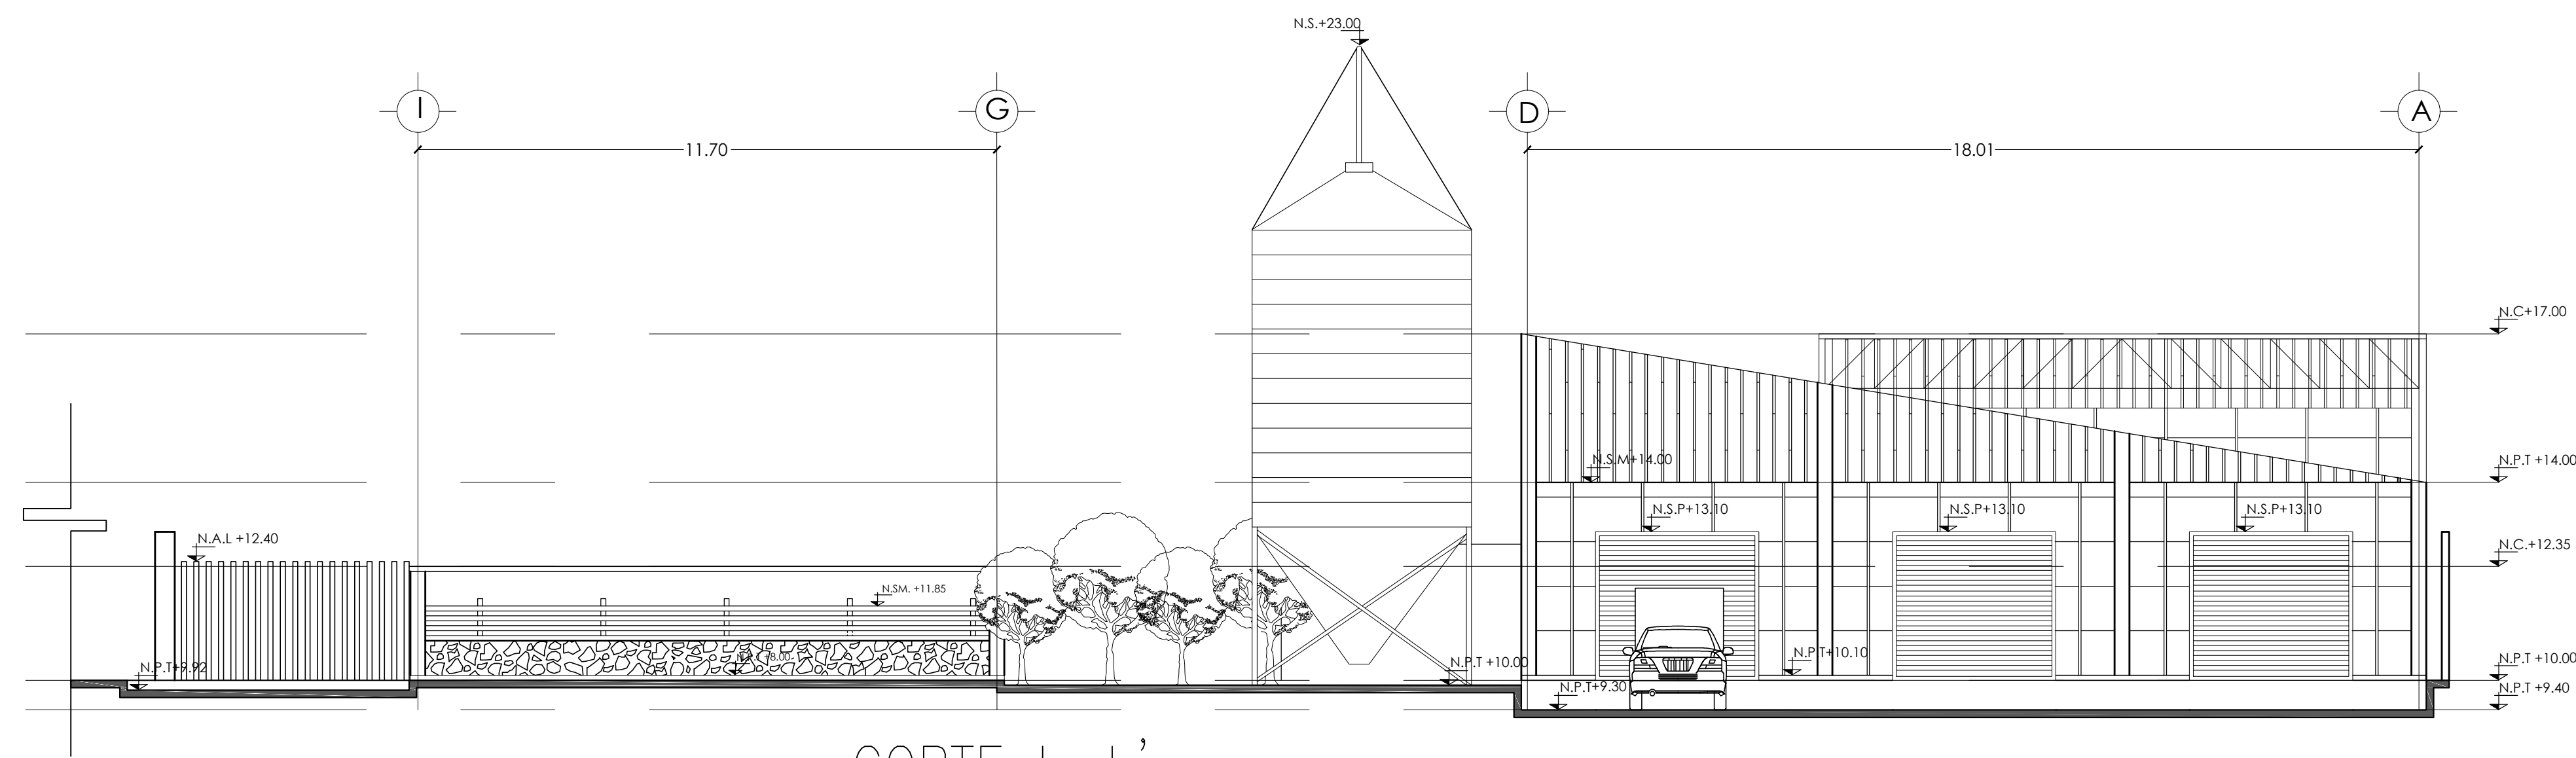 N.S.+23.00
I
G
D
A
11.70
18.01
N.C+17.00
N.S.M+14.00
N.P.T +14.00
N.S.P+13.10
N.S.P+13.10
N.S.P+13.10
N.A.L +12.40
N.C.+12.35
N.SM. +11.85
N.P.T+9.92
N.P.T +10.00
N.P.T+10.10
N.P.T +10.00
N.P.T+9.30
N.P.T +9.40